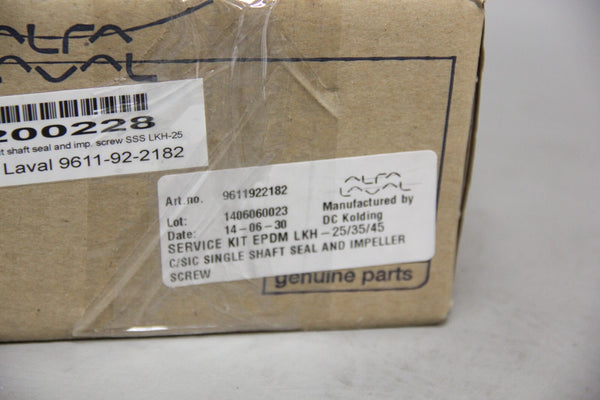 ALFA
LAVAL
200228
t shaft seal and imp. screw SSS LKH-25
Laval 9611-92-2182
ALFA
LAVAL
Art.no. 9611922182
Manufactured by
Lot: 1406060023
DC Kolding
Date: 14-06-30
SERVICE KIT EPDM LKH-25/35/45
C/SIC SINGLE SHAFT SEAL AND IMPELLER
SCREW
genuine parts